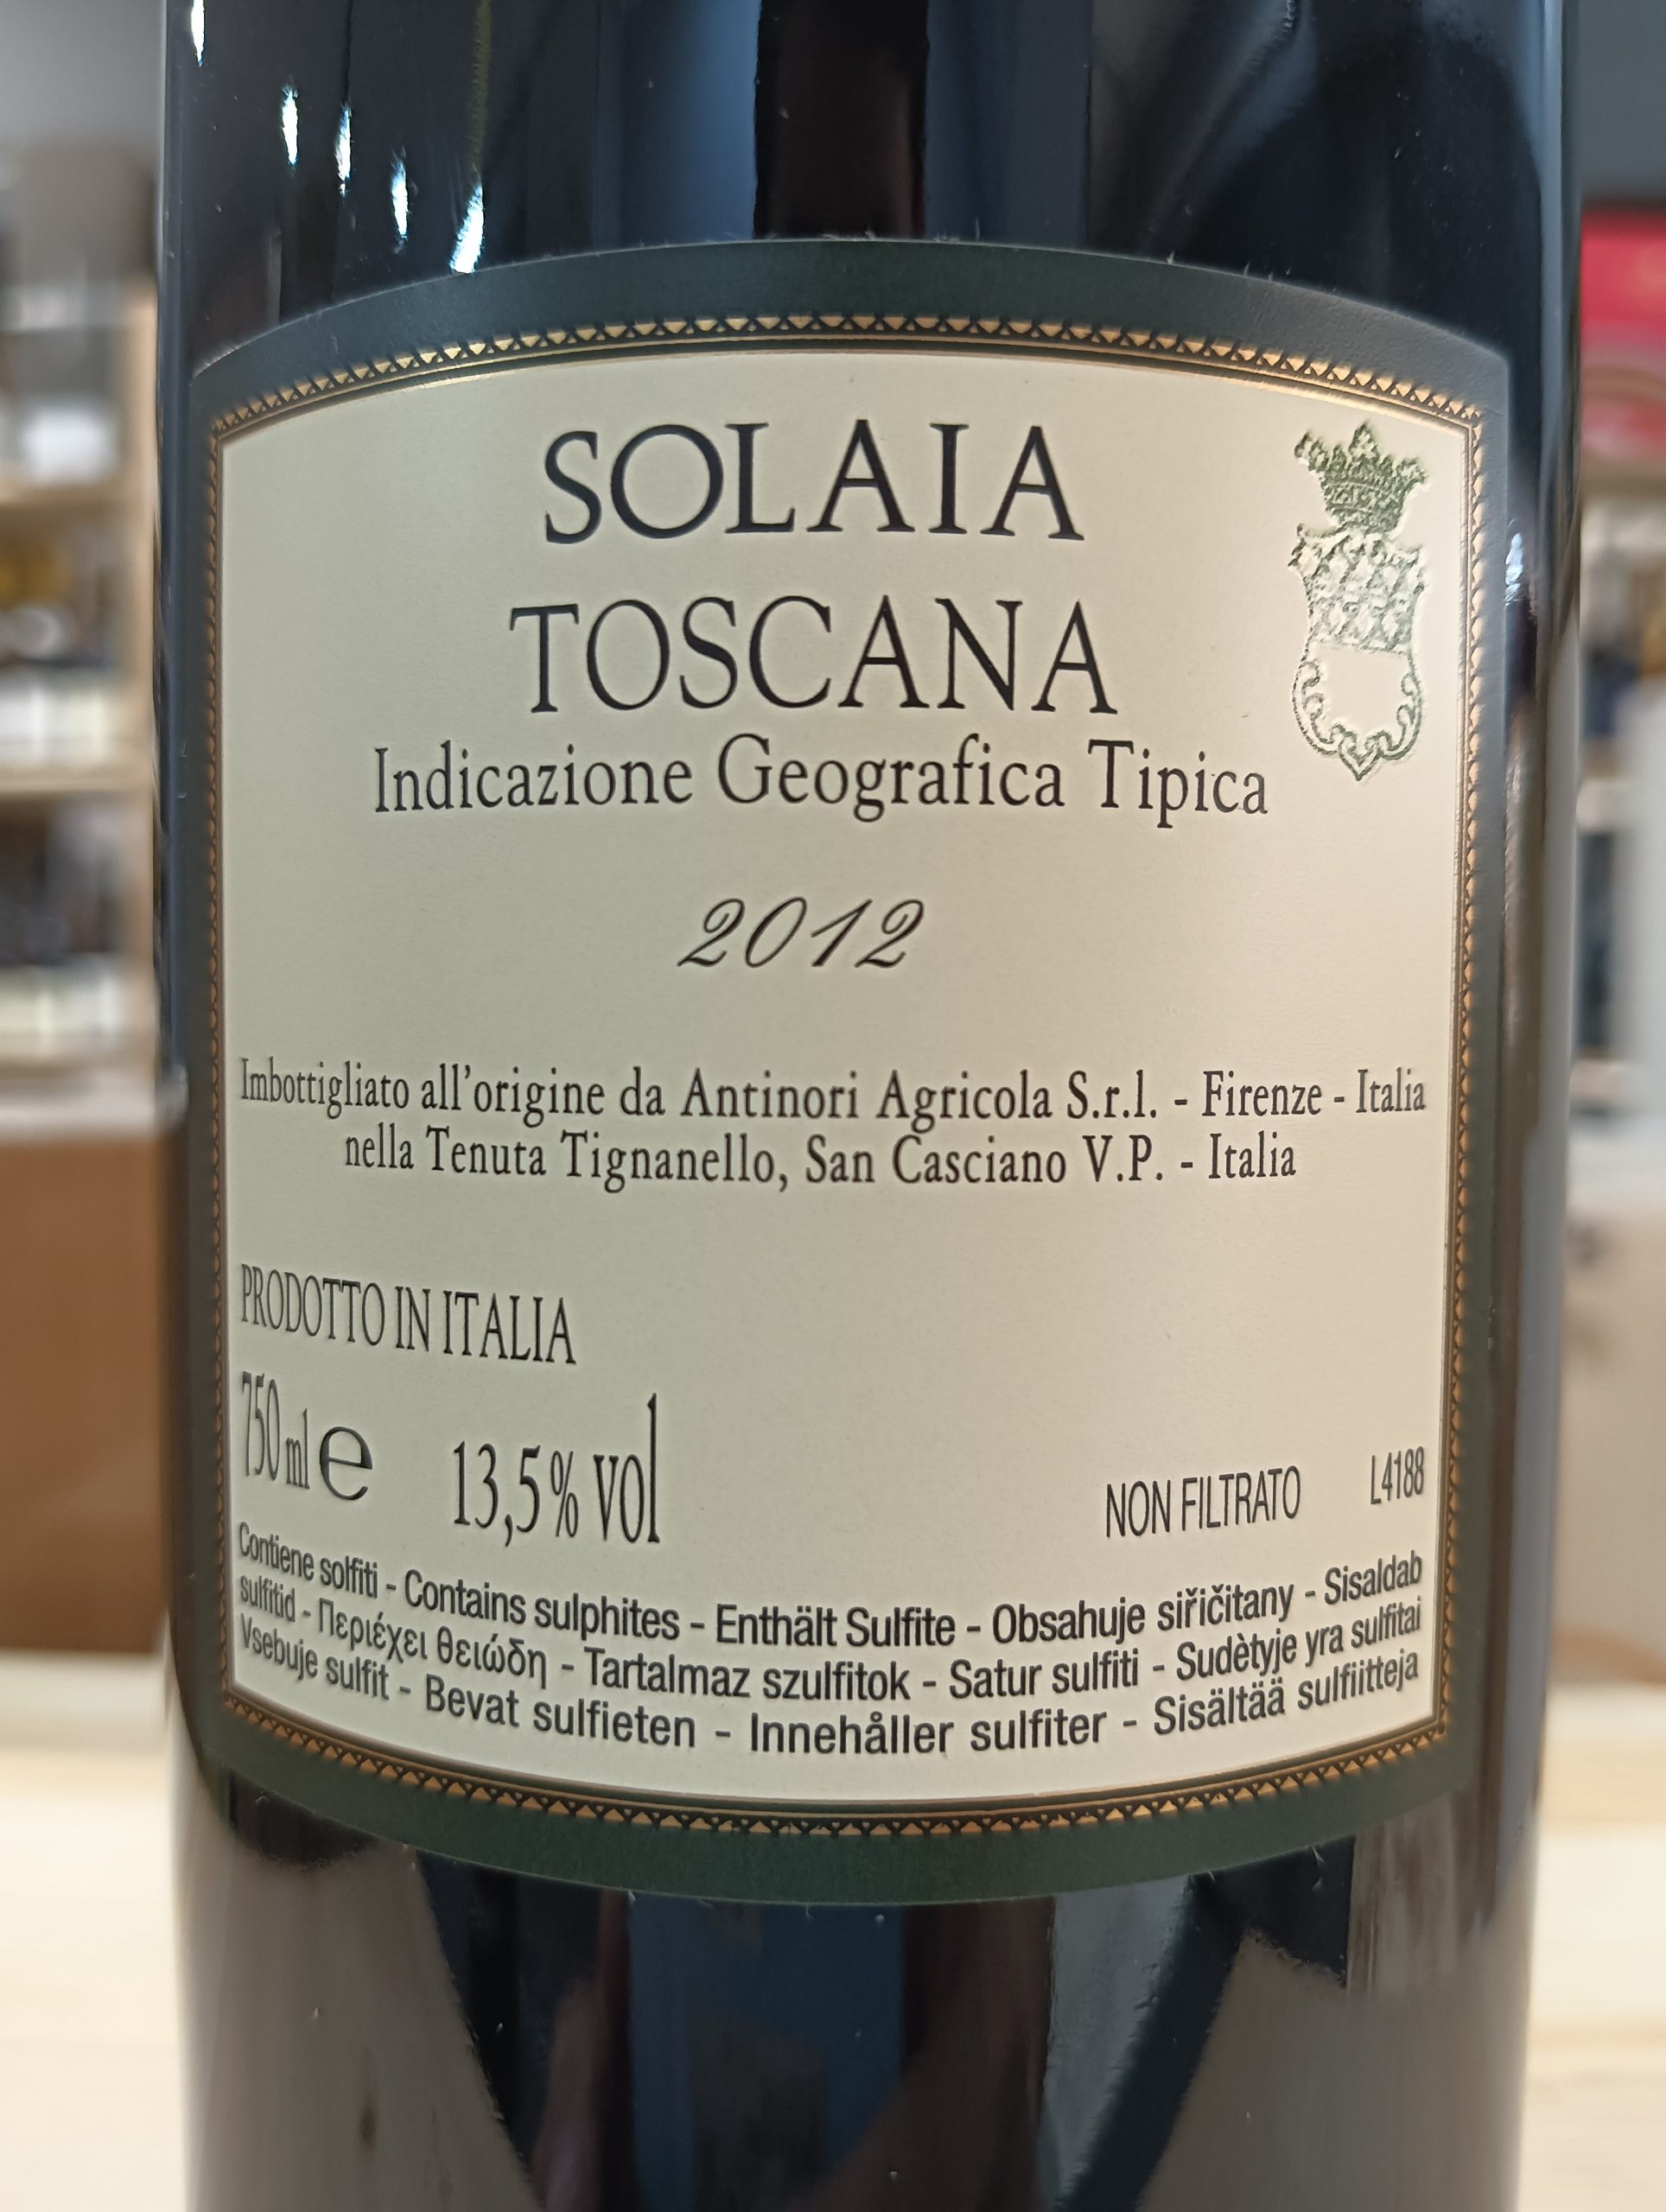 SOLAIA
TOSCANA
Indicazione Geografica Tipica
2012
Imbottigliato all'origine da Antinori Agricola S.r.l. - Firenze - Italia
nella Tenuta Tignanello, San Casciano V.P. - Italia
PRODOTTO IN ITALIA
750 ml e 13,5% vol NON FILTRATO L4188
Contiene solfiti - Contains sulphites - Enthält Sulfite - Obsahuje siřičitany - Sisaldab
sulfitid - Περιέχει θειώδη - Tartalmaz szulfitok - Satur sulfiti - Sudètyje yra sulfitai
Vsebuje sulfit - Bevat sulfieten - Innehåller sulfiter - Sisältää sulfiitteja